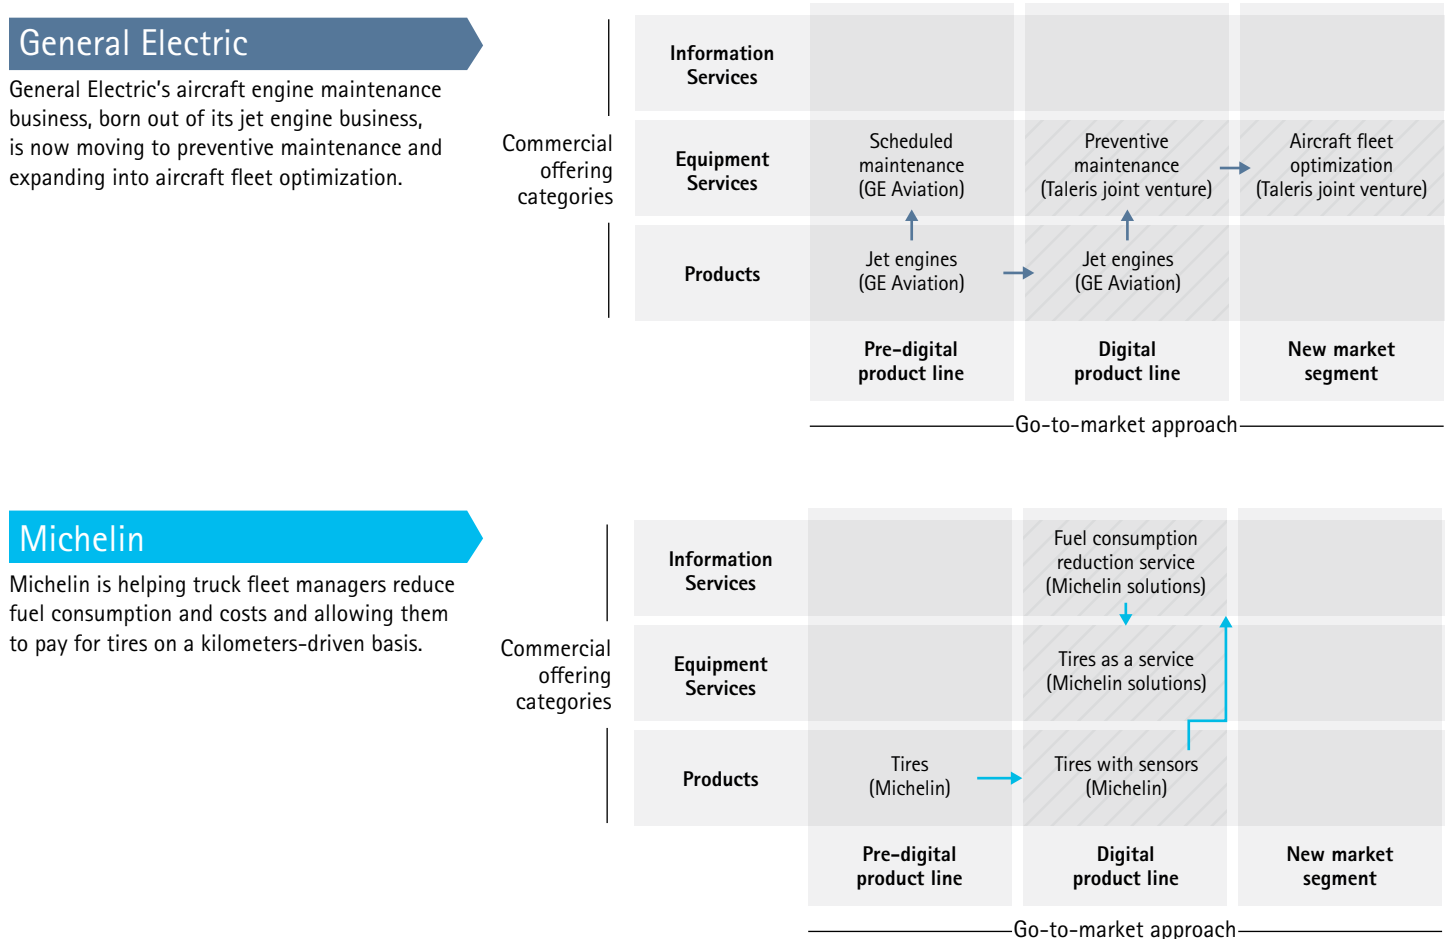 General Electric
General Electric's aircraft engine maintenance
business, born out of its jet engine business,
is now moving to preventive maintenance and
expanding into aircraft fleet optimization.
Commercial
offering
categories
Information
Services
Equipment
Services
Scheduled
maintenance
(GE Aviation)
Preventive
maintenance
(Taleris joint venture)
Aircraft fleet
optimization
(Taleris joint venture)
Products
Jet engines
(GE Aviation)
Jet engines
(GE Aviation)
Pre-digital
product line
Digital
product line
New market
segment
Go-to-market approach
Michelin
Michelin is helping truck fleet managers reduce
fuel consumption and costs and allowing them
to pay for tires on a kilometers-driven basis.
Commercial
offering
categories
Information
Services
Fuel consumption
reduction service
(Michelin solutions)
Equipment
Services
Tires as a service
(Michelin solutions)
Products
Tires
(Michelin)
Tires with sensors
(Michelin)
Pre-digital
product line
Digital
product line
New market
segment
Go-to-market approach